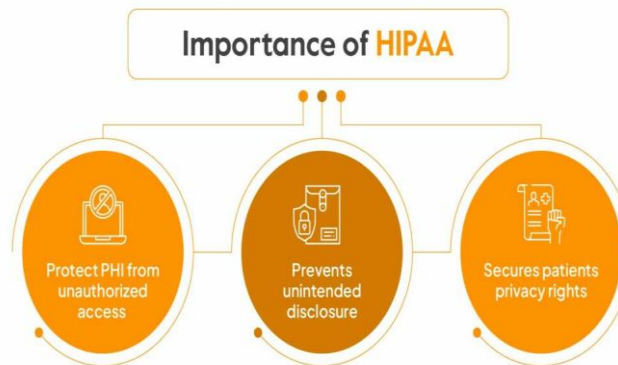 Importance of HIPAA
Protect PHI from
unauthorized
access
Prevents
unintended
disclosure
Secures patients
privacy rights